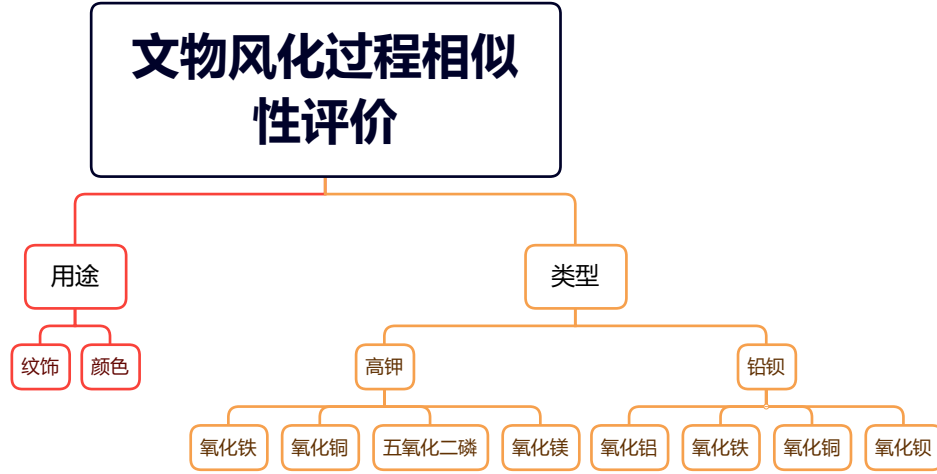 文物风化过程相似
性评价
用途
类型
纹饰
颜色
高钾
铅钡
氧化铁
氧化铜
五氧化二磷
氧化镁
氧化铝
氧化铁
氧化铜
氧化钡